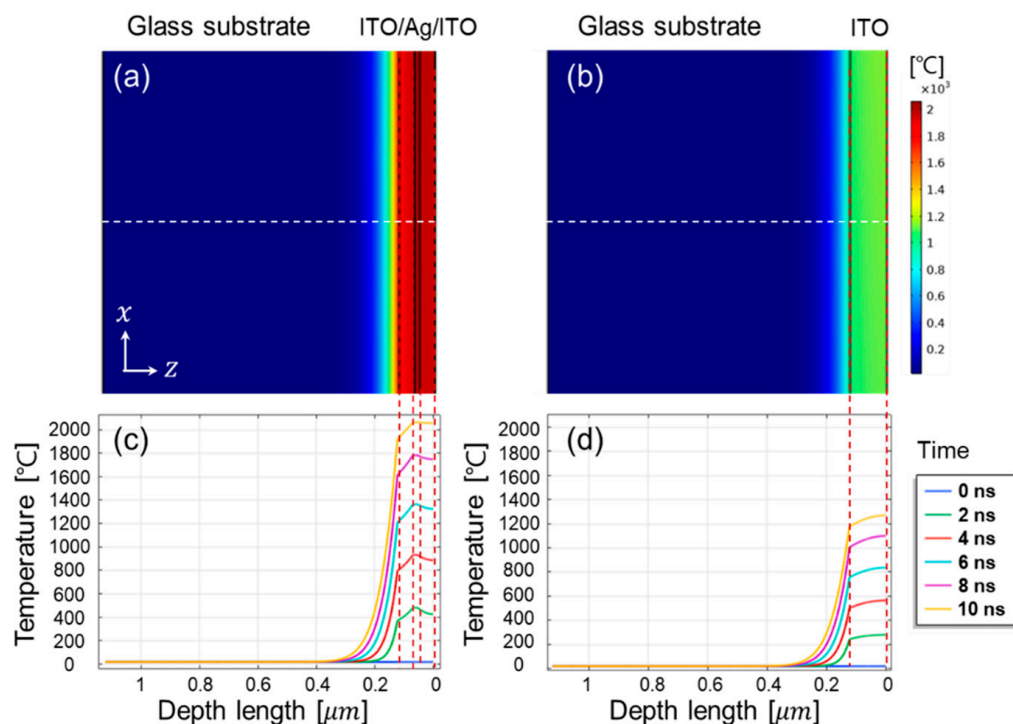 Glass substrate ITO/Ag/ITO Glass substrate ITO
[℃]
×10³
(a) (b)
2
1.8
1.6
1.4
1.2
1
0.8
0.6
0.4
0.2
x
z
(c) (d)
Temperature [℃]
2000
1800
1600
1400
1200
1000
800
600
400
200
0
1 0.8 0.6 0.4 0.2 0
Depth length [μm]
Temperature [℃]
2000
1800
1600
1400
1200
1000
800
600
400
200
0
1 0.8 0.6 0.4 0.2 0
Depth length [μm]
Time
0 ns
2 ns
4 ns
6 ns
8 ns
10 ns